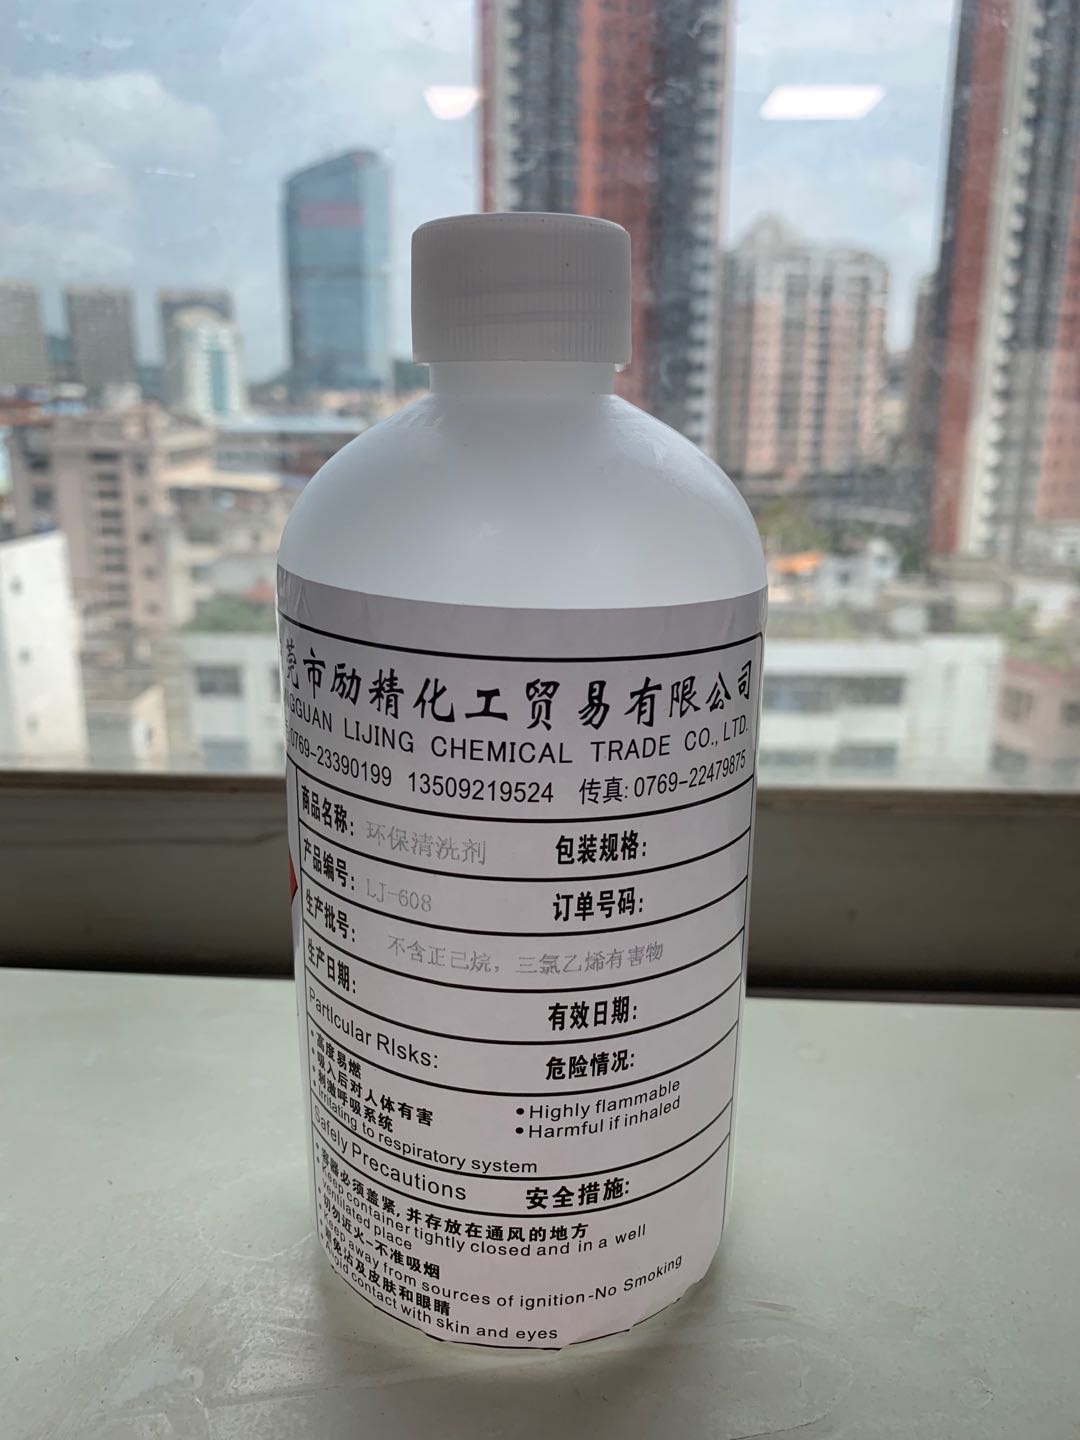 莞市励精化工贸易有限公司
GGUAN LIJING CHEMICAL TRADE CO., LTD.
:0769-23390199 13509219524 传真: 0769-22479875
商品名称: 环保清洗剂 包装规格:
产品编号: LJ-608 订单号码:
生产批号: 不含正己烷，三氯乙烯有害物
生产日期: 有效日期:
Particular Risks: 危险情况:
•高度易燃
•吸入后对人体有害 •Highly flammable
•刺激呼吸系统 •Harmful if inhaled
Irritating to respiratory system
Safely Precautions 安全措施:
•容器必须盖紧, 并存放在通风的地方
Keep container tightly closed and in a well
ventilated place
•切勿近火-不准吸烟
Keep away from sources of ignition-No Smoking
•避免沾及皮肤和眼睛
Avoid contact with skin and eyes